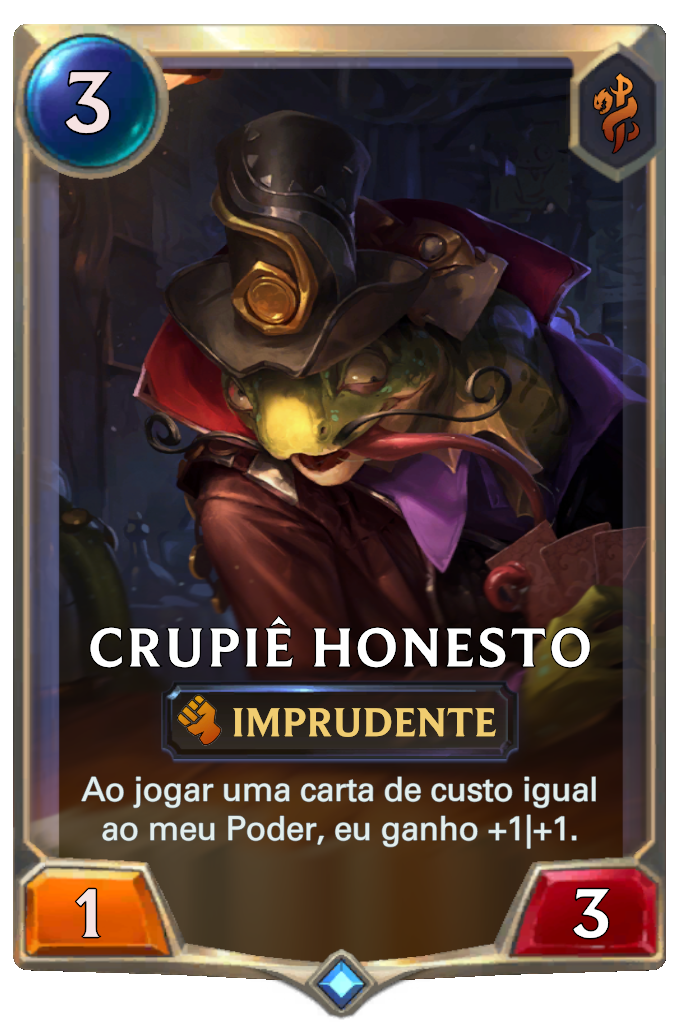 3
CRUPIÊ HONESTO
IMPRUDENTE
Ao jogar uma carta de custo igual
ao meu Poder, eu ganho +1|+1.
1
3